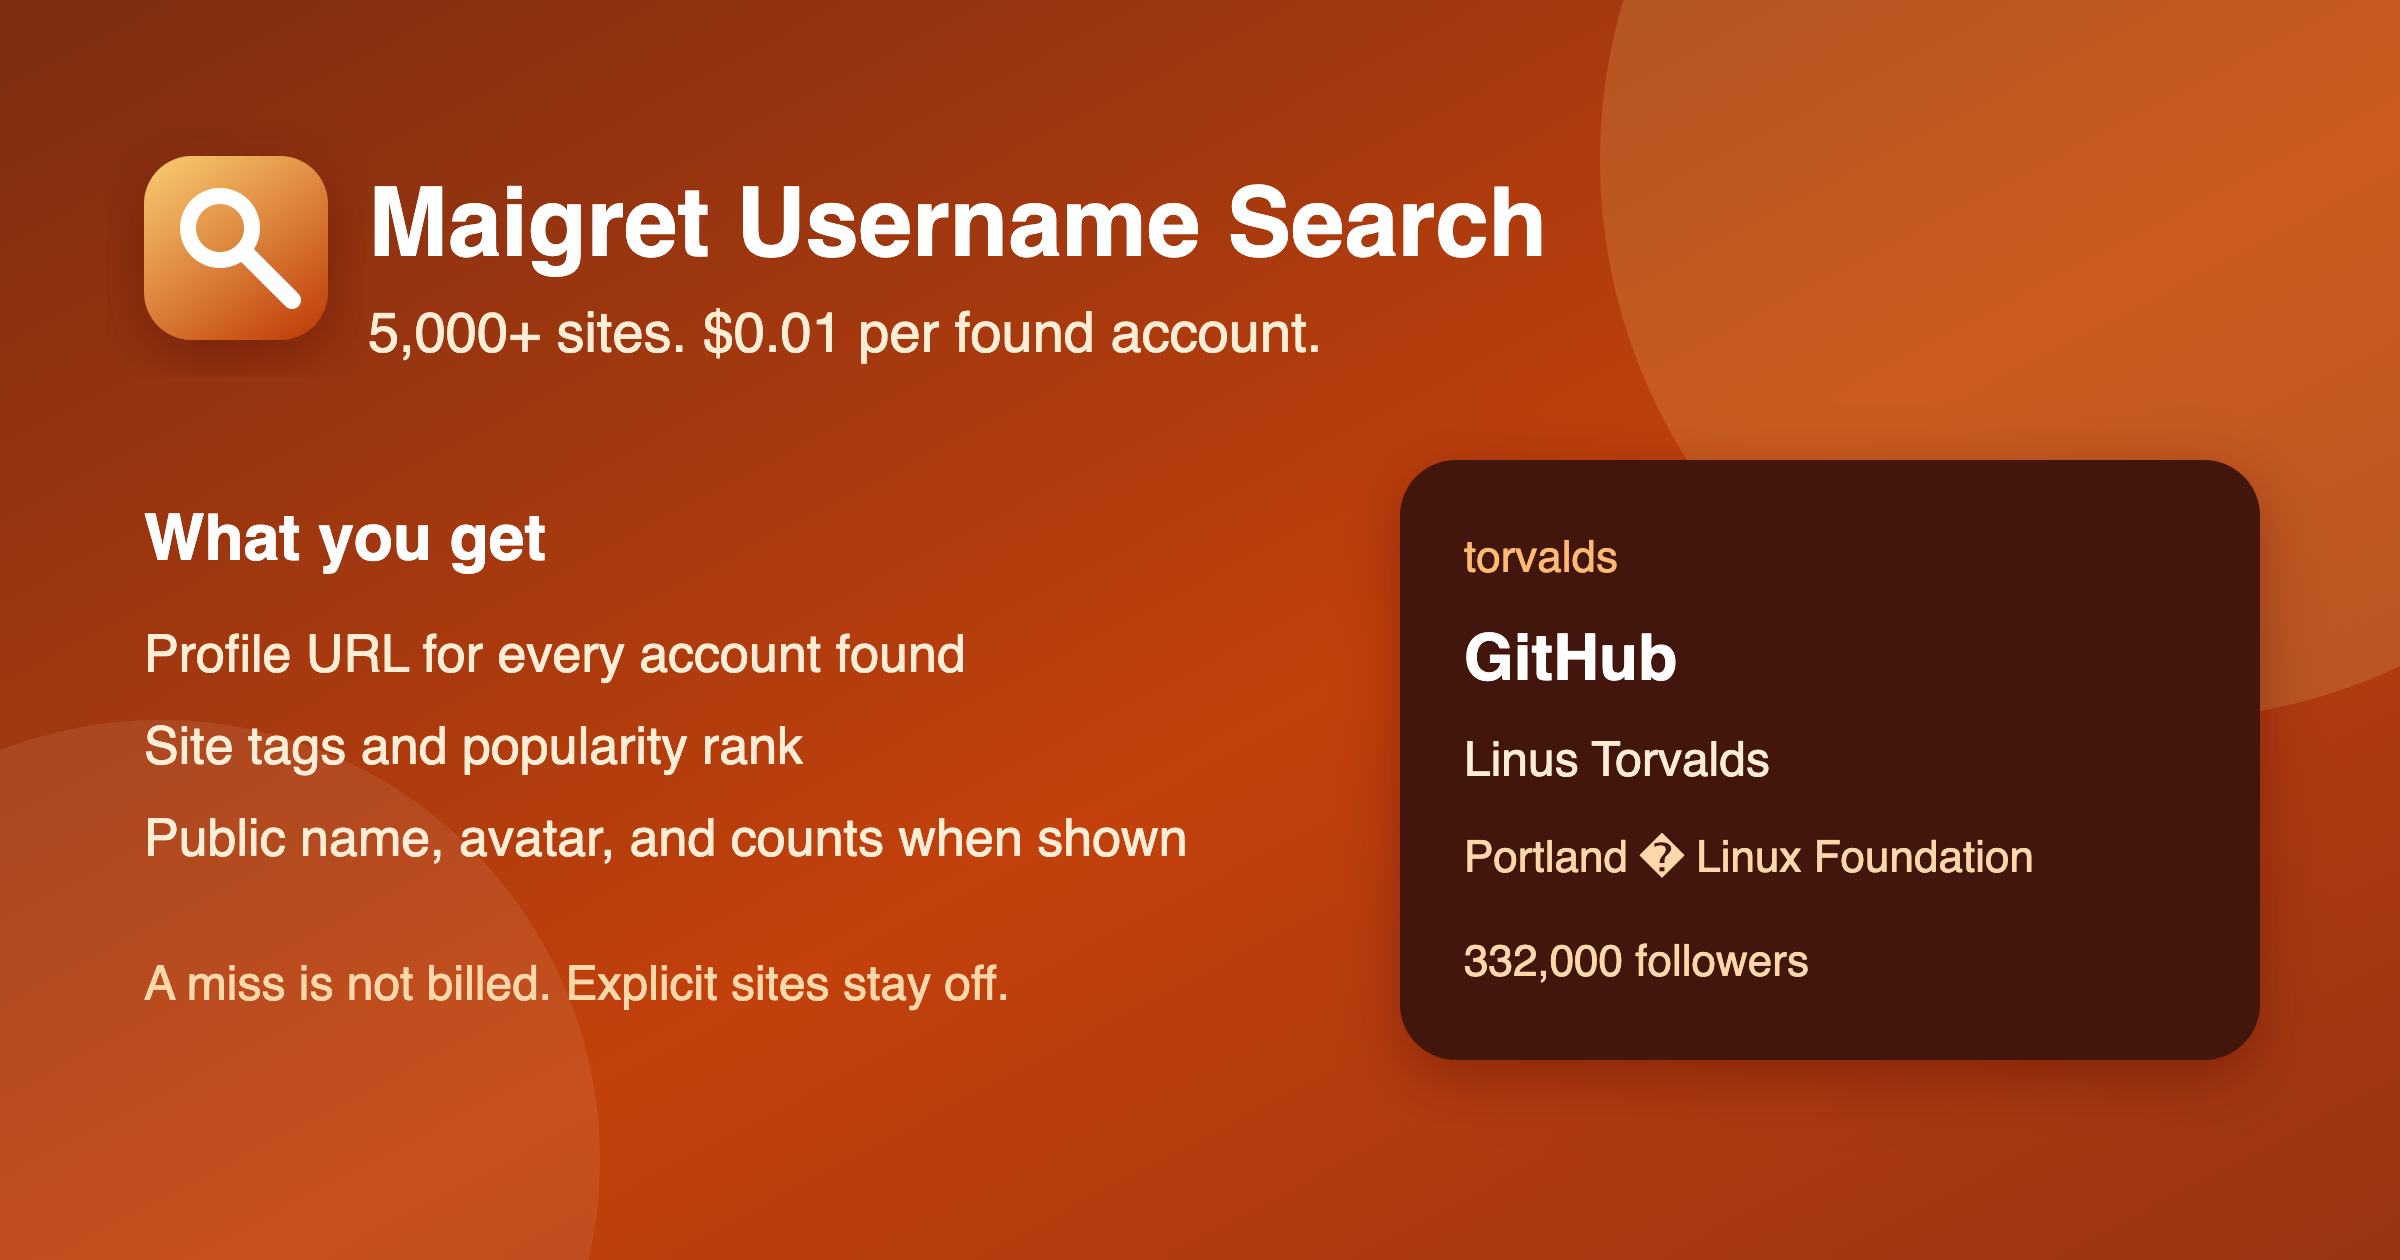 Maigret Username Search
5,000+ sites. $0.01 per found account.
What you get
Profile URL for every account found
Site tags and popularity rank
Public name, avatar, and counts when shown
A miss is not billed. Explicit sites stay off.
torvalds
GitHub
Linus Torvalds
Portland � Linux Foundation
332,000 followers